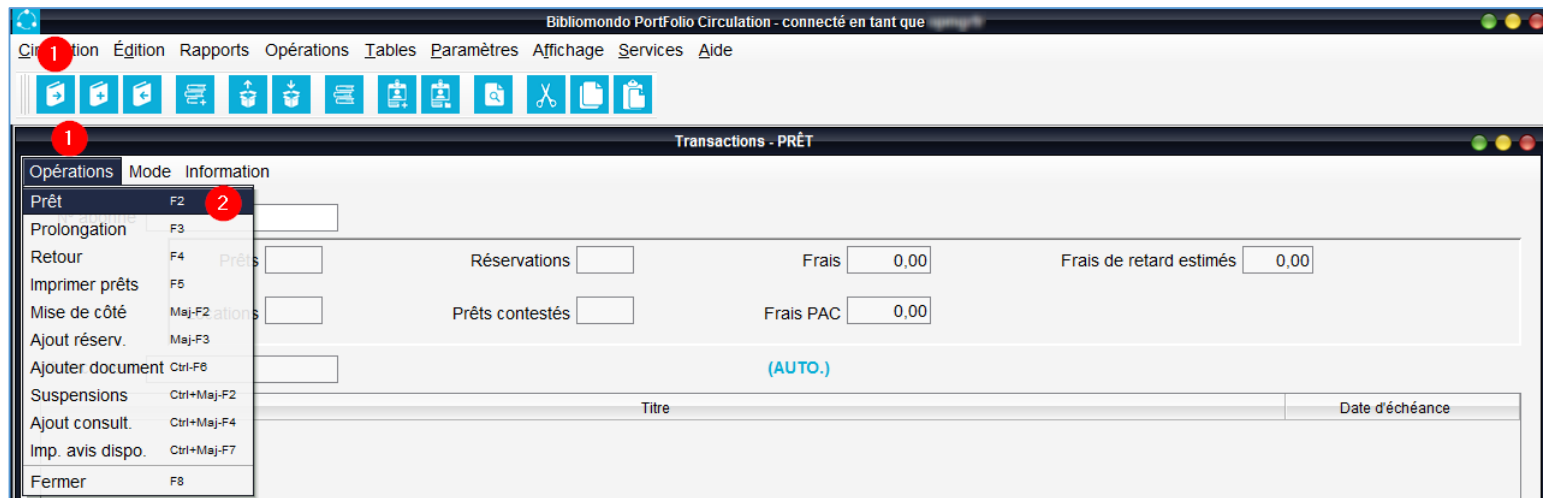 Bibliomondo PortFolio Circulation - connecté en tant que
Édition Rapports Opérations Tables Paramètres Affichage Services Aide
1
1
Transactions - PRÊT
Opérations Mode Information
Prêt F2 2
N° abonné
Prolongation F3
Retour F4
Prêts Réservations Frais 0,00 Frais de retard estimés 0,00
Imprimer prêts F5
Mise de côté Maj-F2
Prêts contestés Frais PAC 0,00
Ajout réserv. Maj-F3
Ajouter document Ctrl-F6
(AUTO.)
Suspensions Ctrl+Maj-F2
Titre Date d'échéance
Ajout consult. Ctrl+Maj-F4
Imp. avis dispo. Ctrl+Maj-F7
Fermer F8